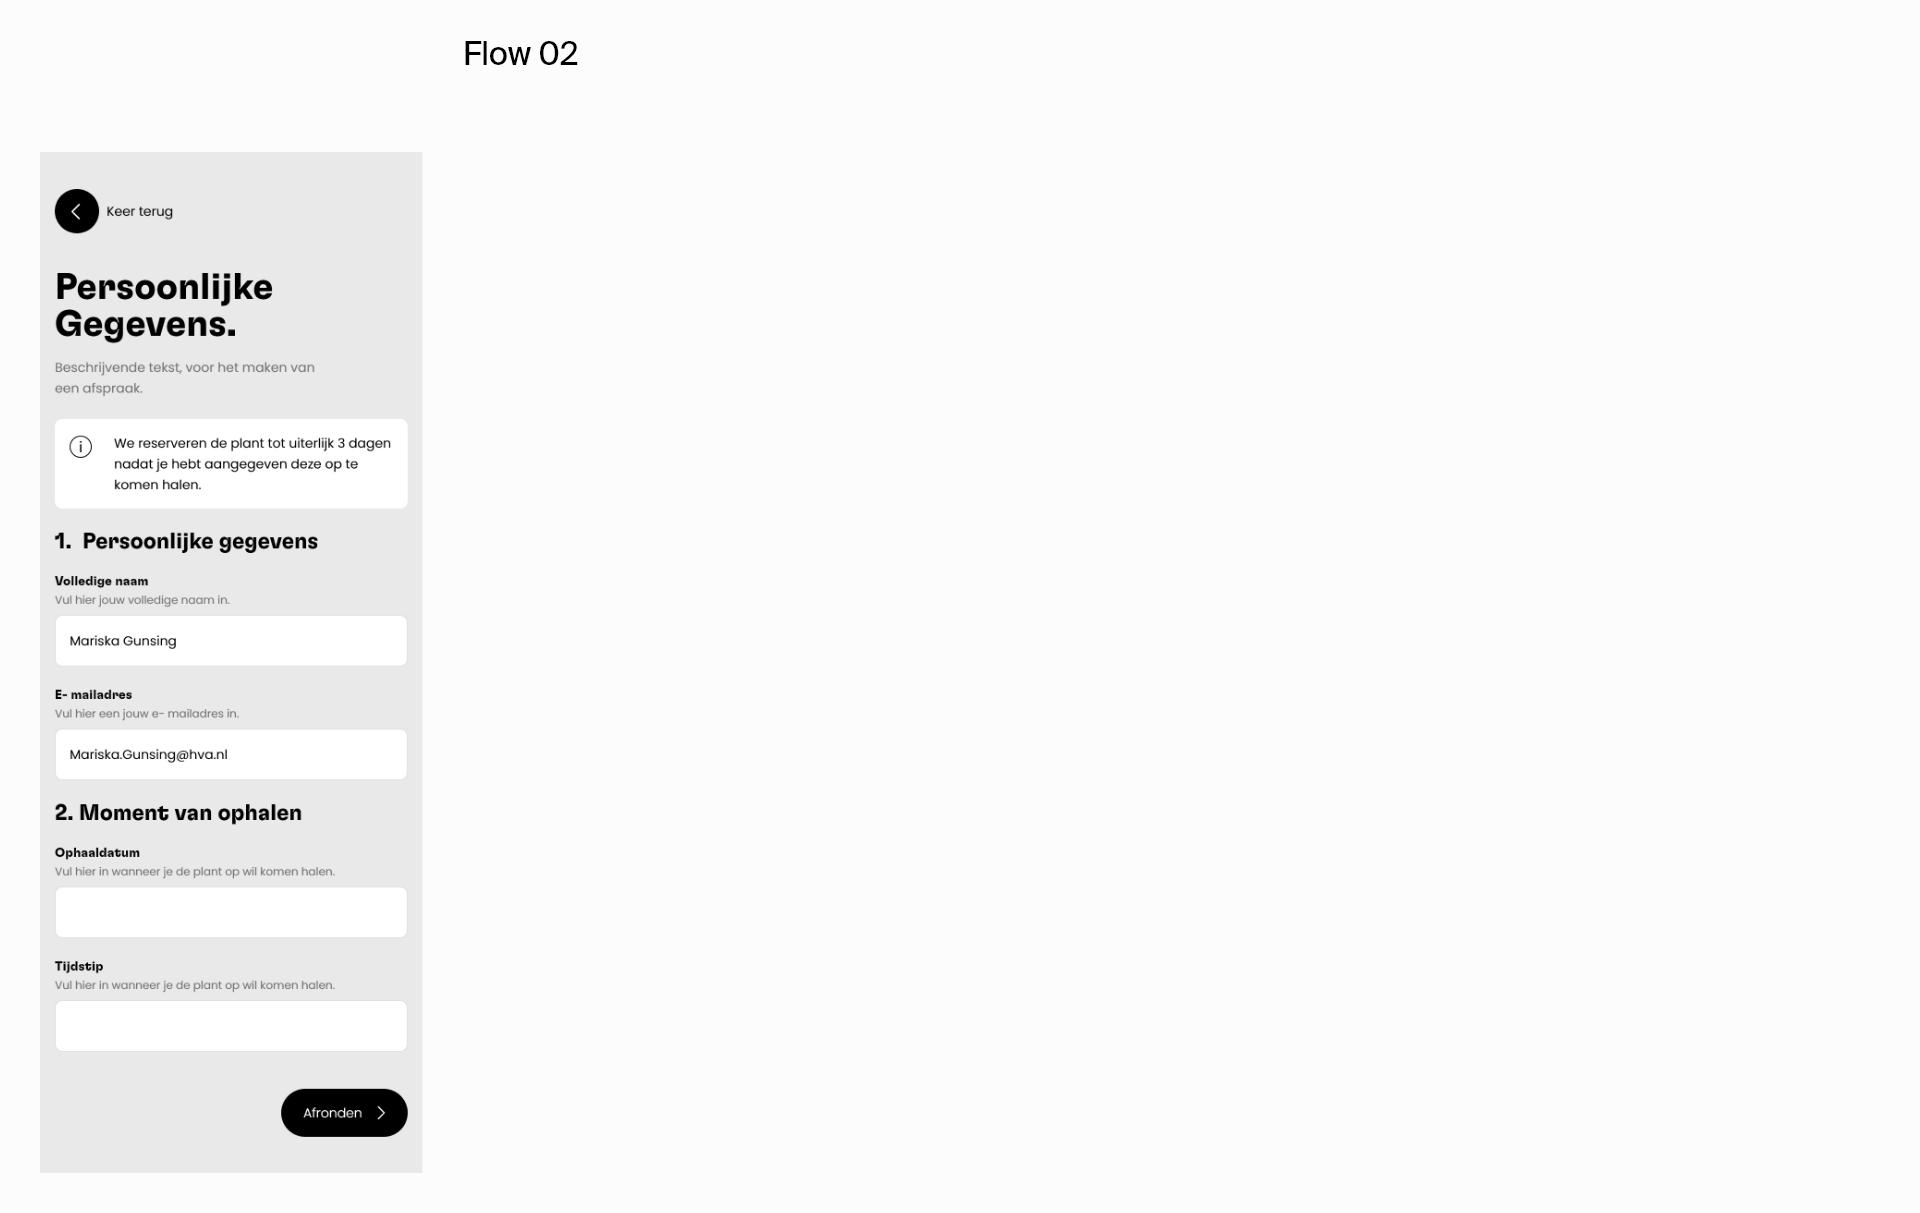 Flow 02
Keer terug
Persoonlijke
Gegevens.
Beschrijvende tekst, voor het maken van
een afspraak.
We reserveren de plant tot uiterlijk 3 dagen
nadat je hebt aangegeven deze op te
komen halen.
1. Persoonlijke gegevens
Volledige naam
Vul hier jouw volledige naam in.
Mariska Gunsing
E- mailadres
Vul hier een jouw e- mailadres in.
Mariska.Gunsing@hva.nl
2. Moment van ophalen
Ophaaldatum
Vul hier in wanneer je de plant op wil komen halen.
Tijdstip
Vul hier in wanneer je de plant op wil komen halen.
Afronden